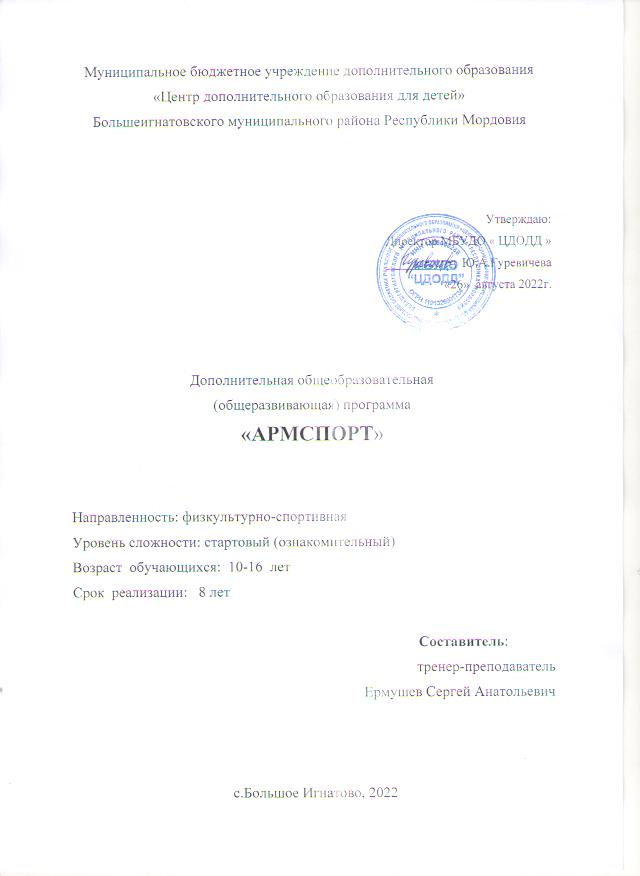 Муниципальное бюджетное учреждение дополнительного образования
«Центр дополнительного образования для детей»
Большеигнатовского муниципального района Республики Мордовия
Утверждаю:
Директор МБУДО « ЦДОДД »
Ю.А.Гуревичева
«26» августа 2022г.
МБУДО
"ЦДОДД"
Дополнительная общеобразовательная
(общеразвивающая) программа
«АРМСПОРТ»
Направленность: физкультурно-спортивная
Уровень сложности: стартовый (ознакомительный)
Возраст обучающихся: 10-16 лет
Срок реализации: 8 лет
Составитель:
тренер-преподаватель
Ермушев Сергей Анатольевич
с.Большое Игнатово, 2022